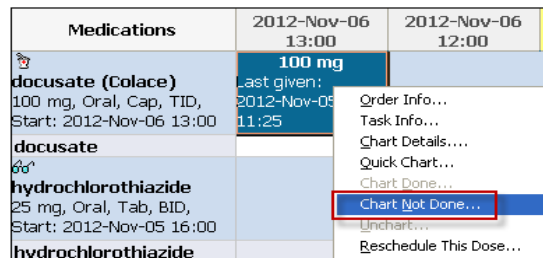 Medications
2012-Nov-06
13:00
2012-Nov-06
12:00
docusate (Colace)
100 mg, Oral, Cap, TID,
Start: 2012-Nov-06 13:00
100 mg
Last given:
2012-Nov-05
11:25
docusate
hydrochlorothiazide
25 mg, Oral, Tab, BID,
Start: 2012-Nov-05 16:00
hydrochlorothiazide
Order Info...
Task Info...
Chart Details....
Quick Chart...
Chart Done...
Chart Not Done...
Unchart...
Reschedule This Dose...